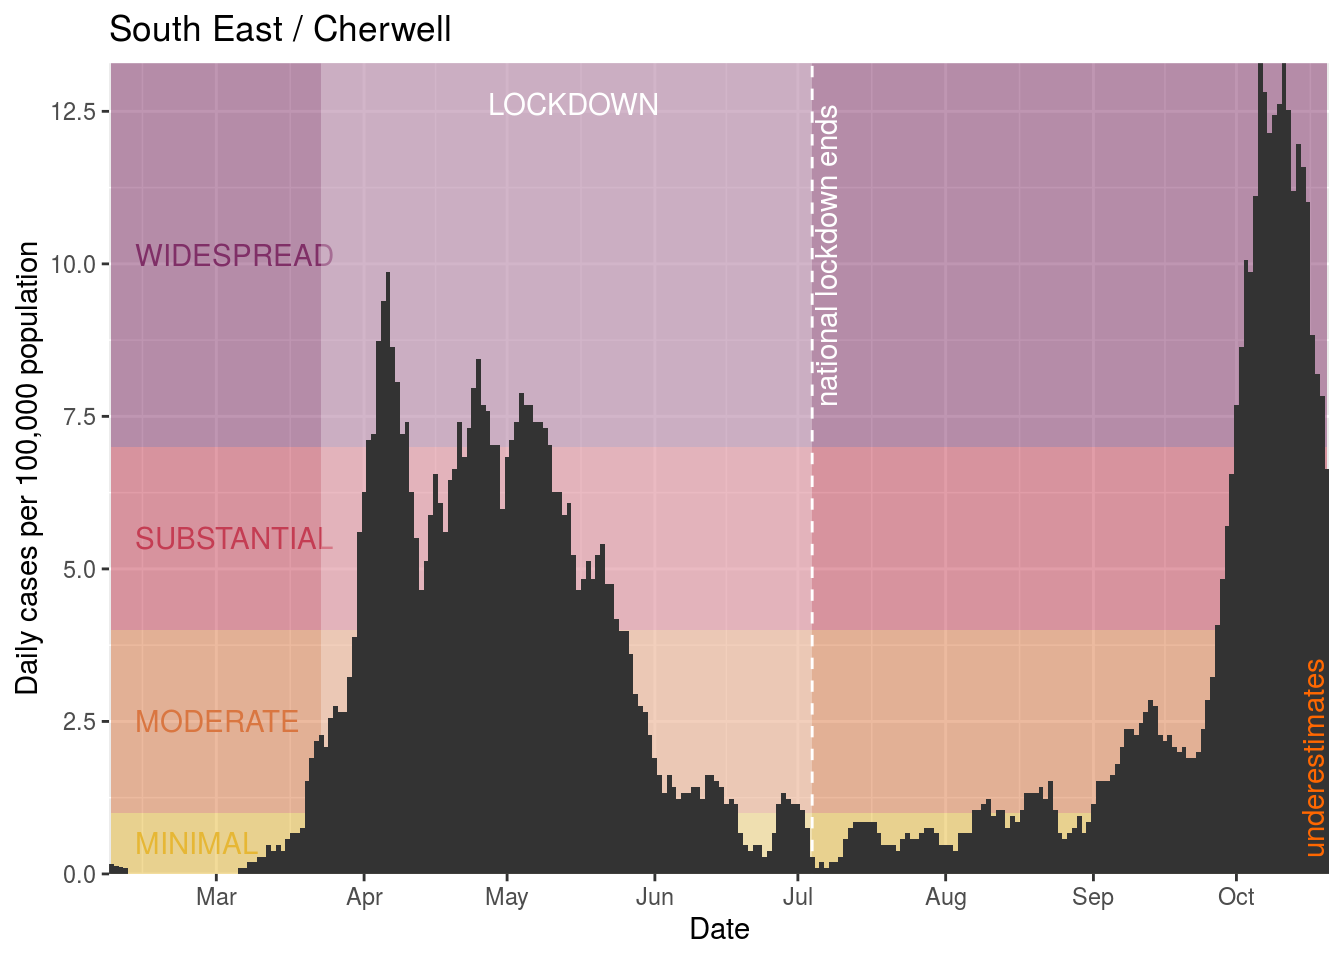 South East / Cherwell
Daily cases per 100,000 population
12.5
10.0
7.5
5.0
2.5
0.0
LOCKDOWN
WIDESPREAD
SUBSTANTIAL
MODERATE
MINIMAL
national lockdown ends
underestimates
Mar Apr May Jun Jul Aug Sep Oct
Date